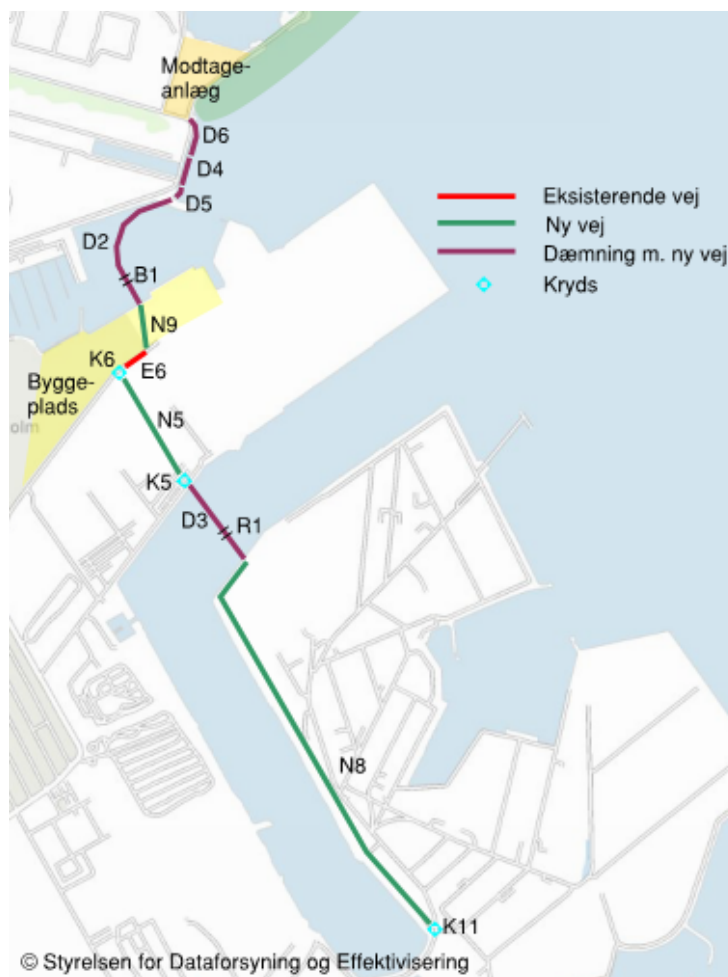 Modtage-
anlæg
D6
D4
D5
D2
B1
N9
K6
E6
Bygge-
plads
olm
N5
K5
D3
R1
N8
K11
Eksisterende vej
Ny vej
Dæmning m. ny vej
Kryds
© Styrelsen for Dataforsyning og Effektivisering